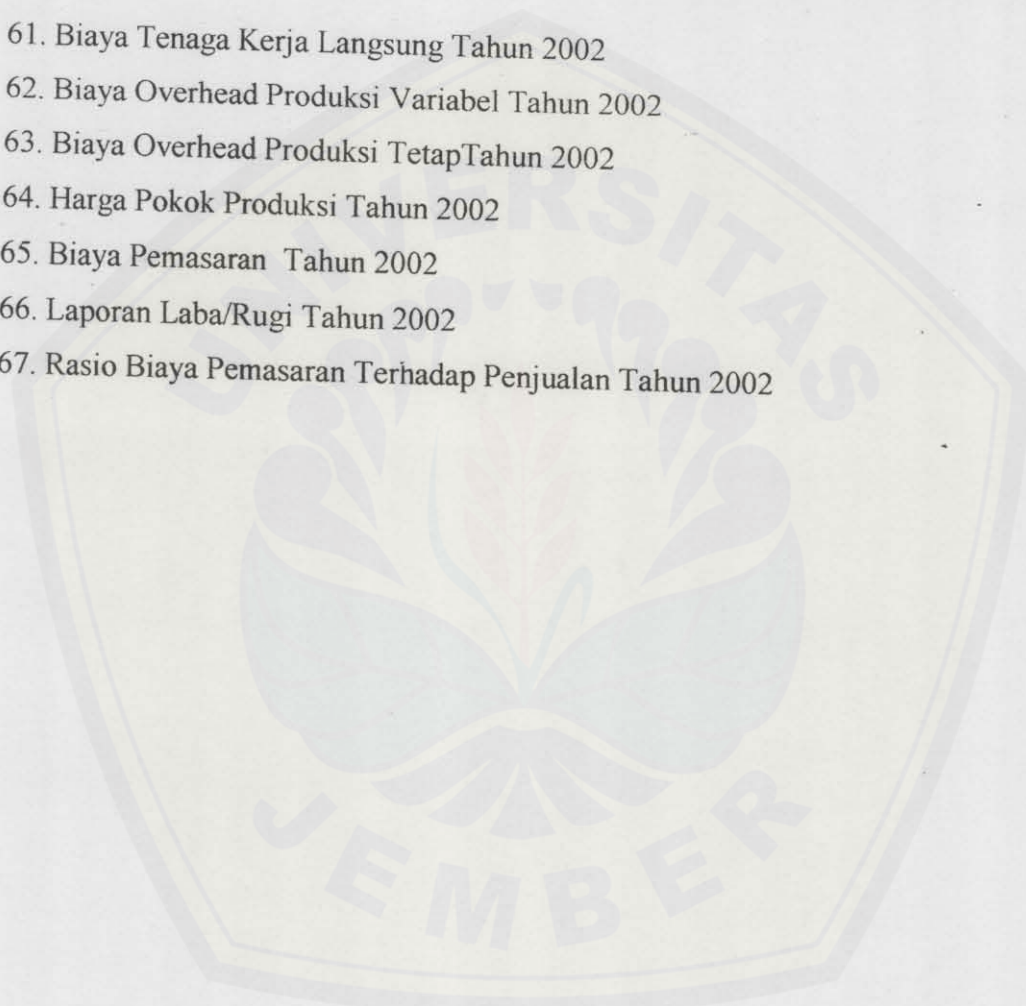 61. Biaya Tenaga Kerja Langsung Tahun 2002
62. Biaya Overhead Produksi Variabel Tahun 2002
63. Biaya Overhead Produksi TetapTahun 2002
64. Harga Pokok Produksi Tahun 2002
65. Biaya Pemasaran Tahun 2002
66. Laporan Laba/Rugi Tahun 2002
67. Rasio Biaya Pemasaran Terhadap Penjualan Tahun 2002
UNIVERSITAS
JEMBER